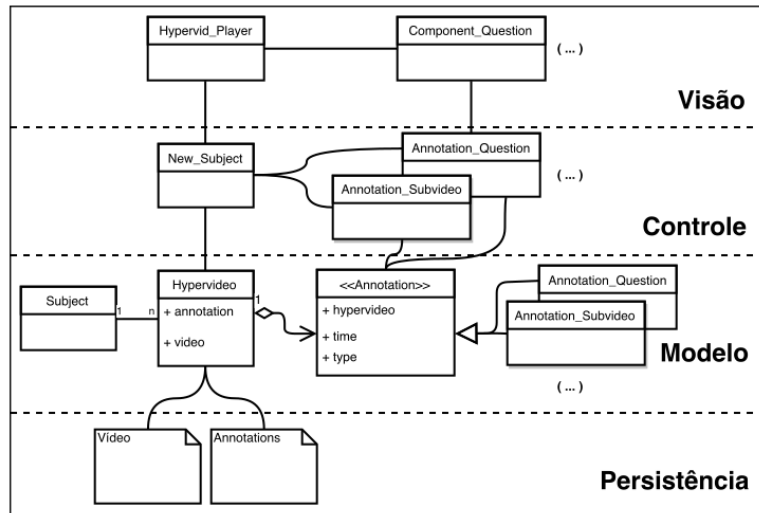 Hypervid_Player
Component_Question
( ... )
Visão
New_Subject
Annotation_Question
Annotation_Subvideo
( ... )
Controle
Subject
1
n
Hypervideo
+ annotation
+ video
1
<<Annotation>>
+ hypervideo
+ time
+ type
Annotation_Question
Annotation_Subvideo
Modelo
( ... )
Vídeo
Annotations
Persistência